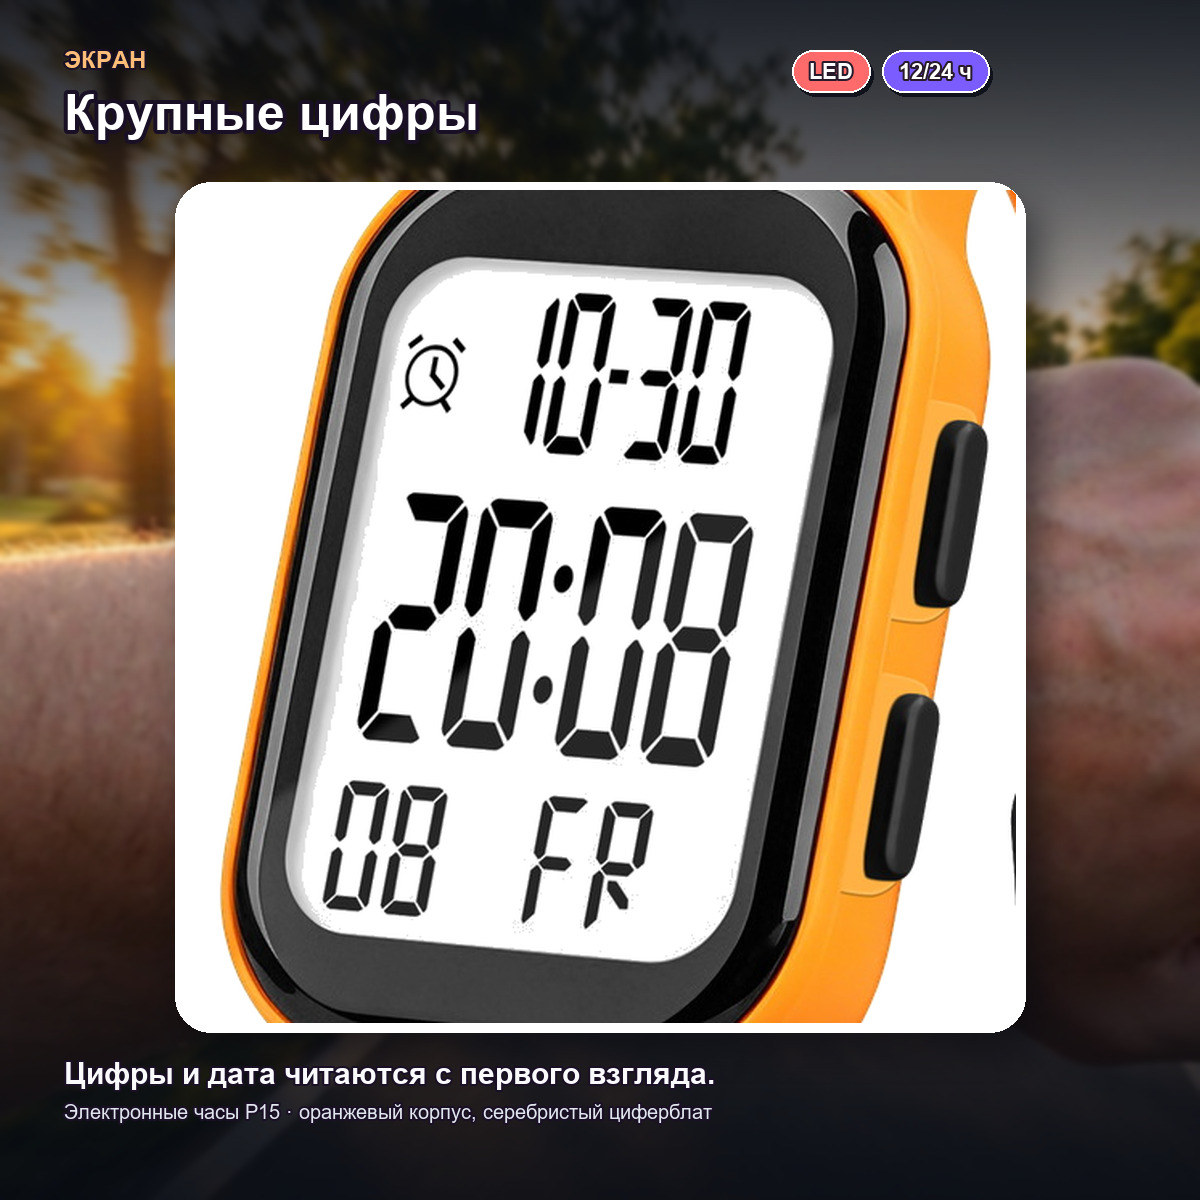 ЭКРАН
Крупные цифры
LED
12/24 ч
10-30
20:08
08 FR
Цифры и дата читаются с первого взгляда.
Электронные часы P15 · оранжевый корпус, серебристый циферблат